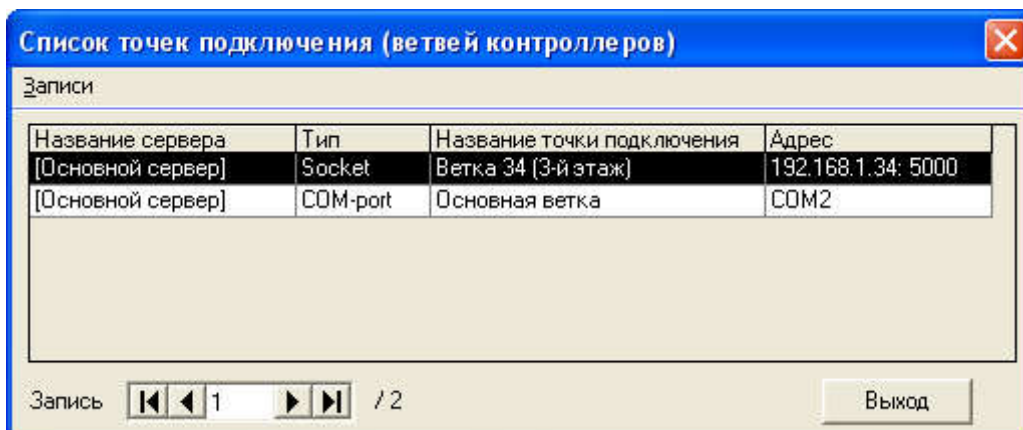 Список точек подключения (ветвей контроллеров)
Записи
Название сервера Тип Название точки подключения Адрес
[Основной сервер] Socket Ветка 34 (3-й этаж) 192.168.1.34: 5000
[Основной сервер] COM-port Основная ветка COM2
Запись 1 / 2 Выход